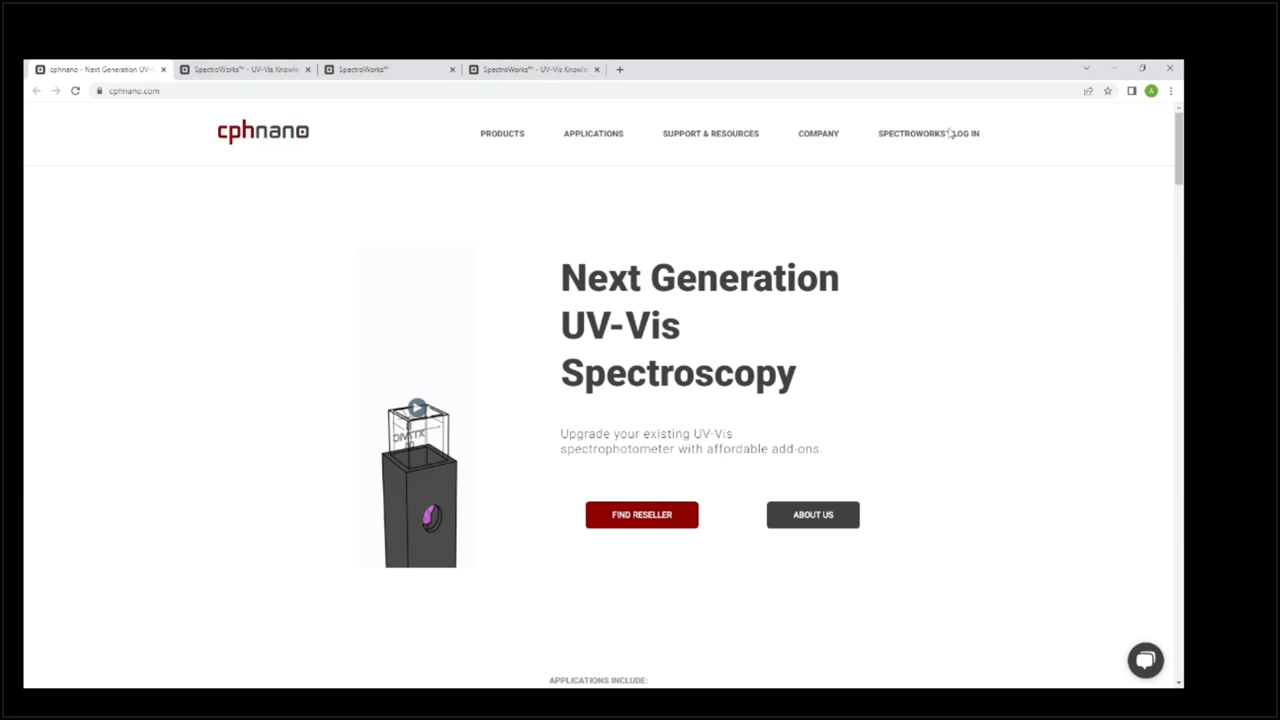 cphnano - Next Generation UV-V
SpectroWorks™ - UV-Vis Knowle
SpectroWorks™
SpectroWorks™ - UV-Vis Knowle
cphnano.com
A
cphnano
PRODUCTS
APPLICATIONS
SUPPORT & RESOURCES
COMPANY
SPECTROWORKS™ LOG IN
Next Generation
UV-Vis
Spectroscopy
Upgrade your existing UV-Vis
spectrophotometer with affordable add-ons.
FIND RESELLER
ABOUT US
APPLICATIONS INCLUDE: